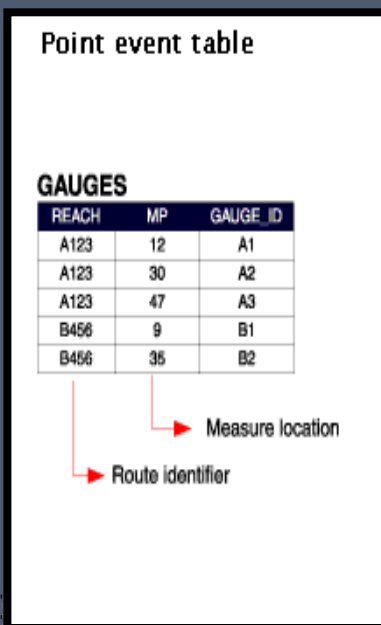 Point event table
GAUGES
REACH MP GAUGE_ID
A123 12 A1
A123 30 A2
A123 47 A3
B456 9 B1
B456 35 B2
Measure location
Route identifier